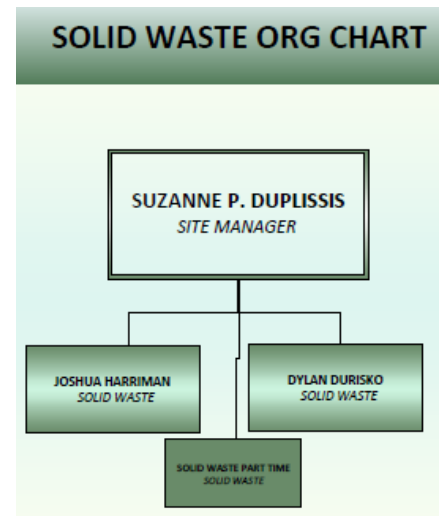 SOLID WASTE ORG CHART
SUZANNE P. DUPLISSIS
SITE MANAGER
JOSHUA HARRIMAN
SOLID WASTE
DYLAN DURISKO
SOLID WASTE
SOLID WASTE PART TIME
SOLID WASTE